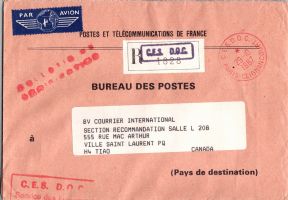 PAR AVION
POSTES ET TÉLÉCOMMUNICATIONS DE FRANCE
C.E.S. D.O.C.
R
1028
BUREAU DES POSTES
à
BV COURRIER INTERNATIONAL
SECTION RECOMMANDATION SALLE L 208
555 RUE MAC ARTHUR
VILLE SAINT LAURENT PQ
H4 T1A0 CANADA
(Pays de destination)
C.E.S. D.O.C.